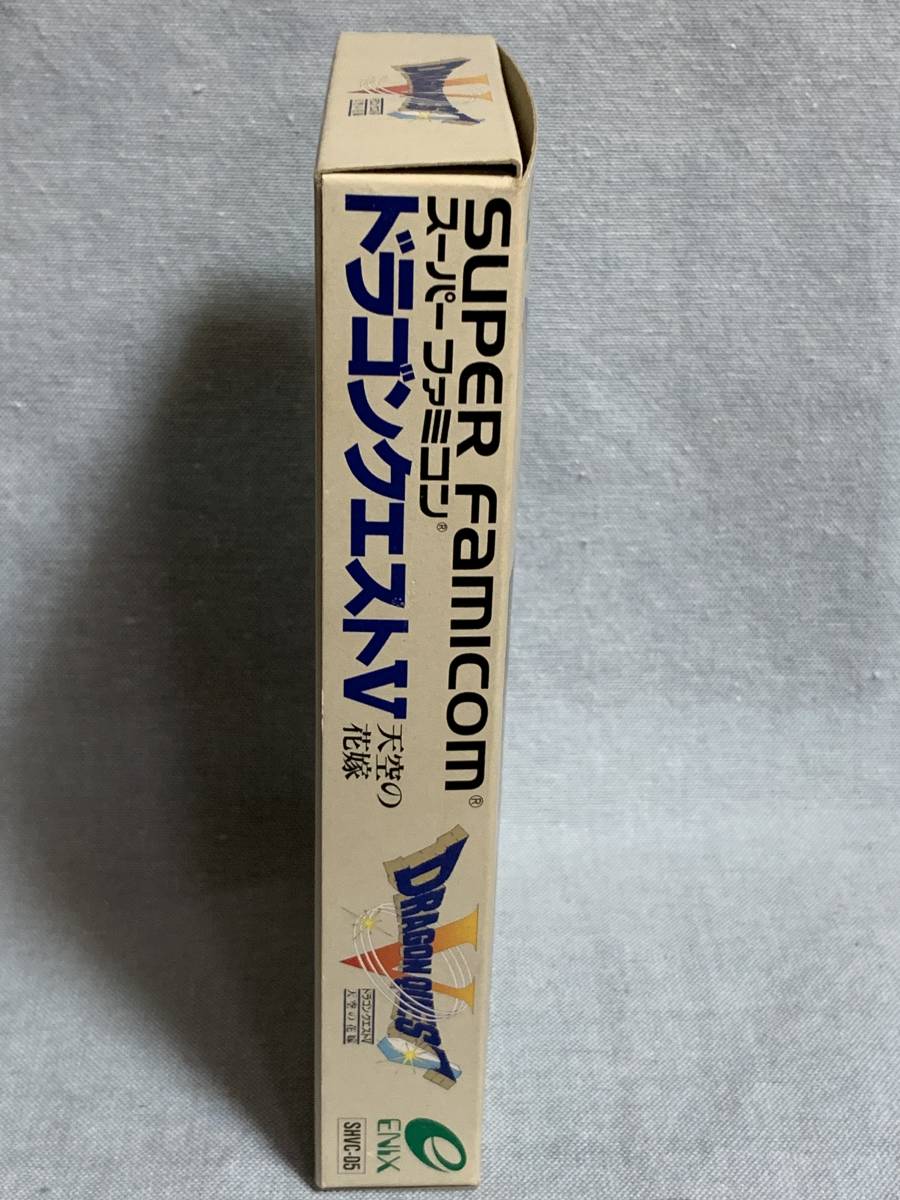 DRAGON QUEST
V
SUPER FAMICOM®
スーパーファミコン®
ドラゴンクエストV
天空の
花嫁
DRAGON QUEST
V
ドラゴンクエストV
天空の花嫁
ENIX
SHVC-D5